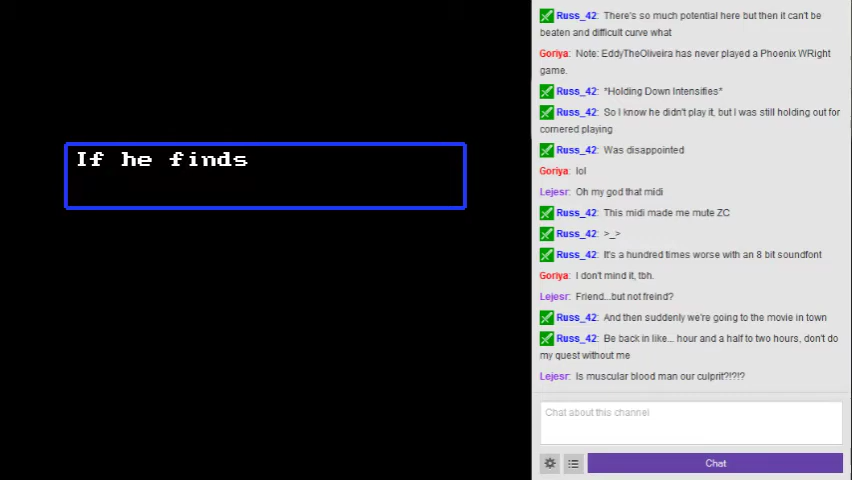 If he finds
Russ_42: There's so much potential here but then it can't be
beaten and difficult curve what
Goriya: Note: EddyTheOliveira has never played a Phoenix WRight
game.
Russ_42: *Holding Down Intensifies*
Russ_42: So I know he didn't play it, but I was still holding out for
cornered playing
Russ_42: Was disappointed
Goriya: lol
Lejesr: Oh my god that midi
Russ_42: This midi made me mute ZC
Russ_42: >_>
Russ_42: It's a hundred times worse with an 8 bit soundfont
Goriya: I don't mind it, tbh.
Lejesr: Friend...but not freind?
Russ_42: And then suddenly we're going to the movie in town
Russ_42: Be back in like... hour and a half to two hours, don't do
my quest without me
Lejesr: Is muscular blood man our culprit?!?!?
Chat about this channel
Chat